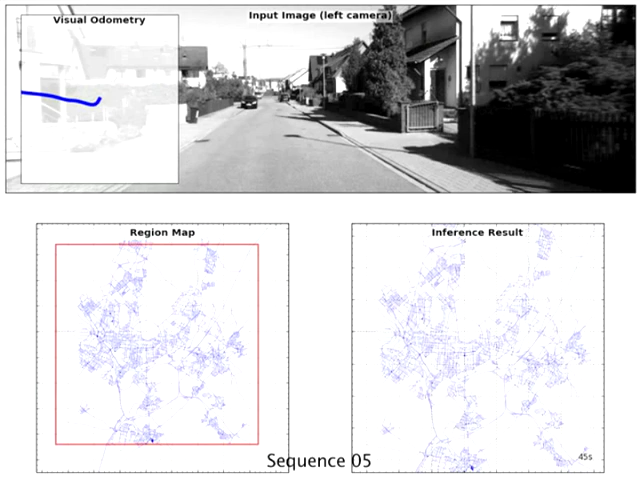 Visual Odometry
Input Image (left camera)
Region Map
Inference Result
45s
Sequence 05